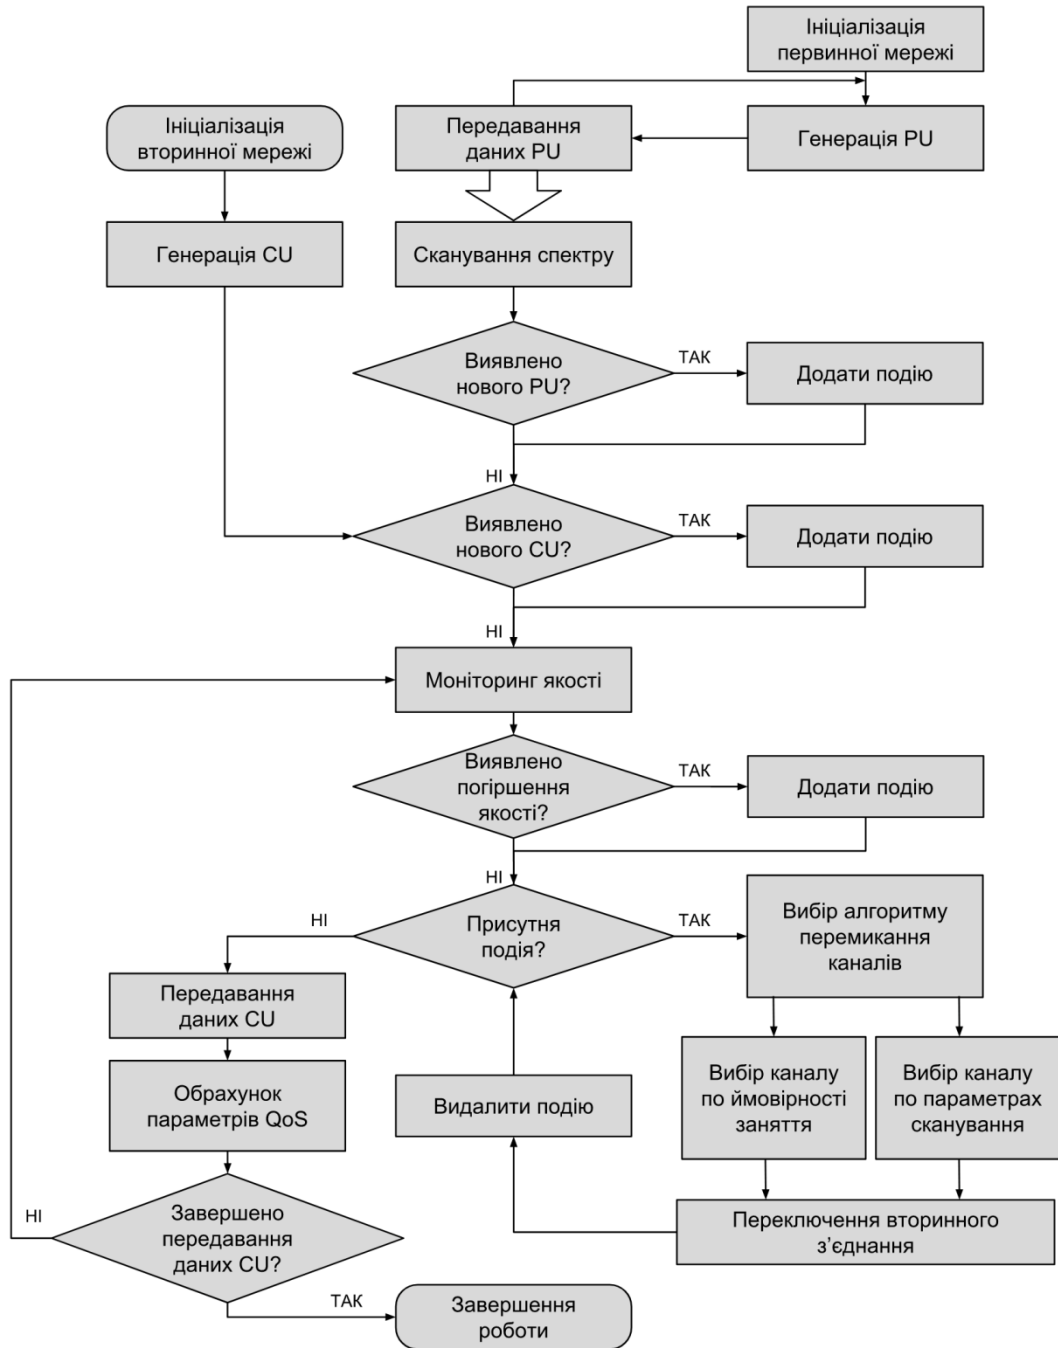 Ініціалізація
первинної мережі
Ініціалізація
вторинної мережі
Передавання
даних PU
Генерація PU
Генерація CU
Сканування спектру
Виявлено
нового PU?
ТАК
Додати подію
НІ
Виявлено
нового CU?
ТАК
Додати подію
НІ
Моніторинг якості
Виявлено
погіршення
якості?
ТАК
Додати подію
НІ
Присутня
подія?
НІ
ТАК
Вибір алгоритму
перемикання
каналів
Передавання
даних CU
Обрахунок
параметрів QoS
Видалити подію
Вибір каналу
по ймовірності
заняття
Вибір каналу
по параметрах
сканування
Завершено
передавання
даних CU?
НІ
Переключення вторинного
з’єднання
ТАК
Завершення
роботи